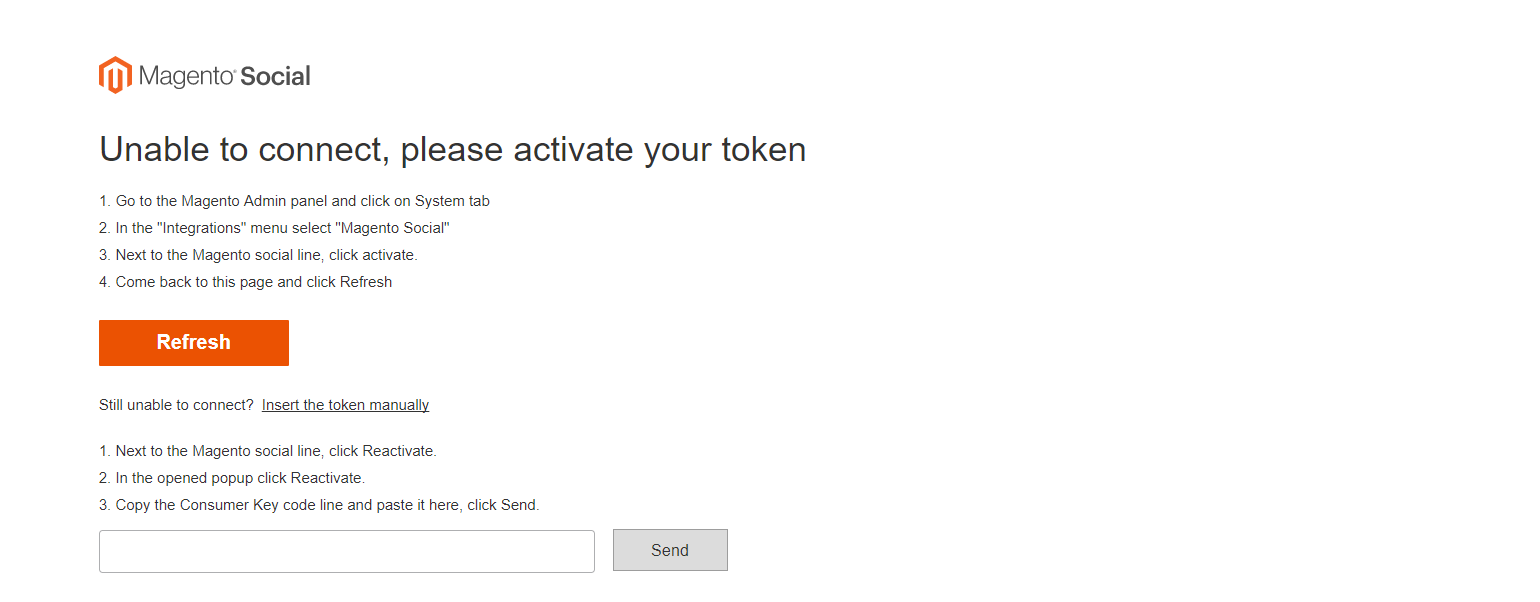 Magento® Social
Unable to connect, please activate your token
1. Go to the Magento Admin panel and click on System tab
2. In the "Integrations" menu select "Magento Social"
3. Next to the Magento social line, click activate.
4. Come back to this page and click Refresh
Refresh
Still unable to connect? Insert the token manually
1. Next to the Magento social line, click Reactivate.
2. In the opened popup click Reactivate.
3. Copy the Consumer Key code line and paste it here, click Send.
Send